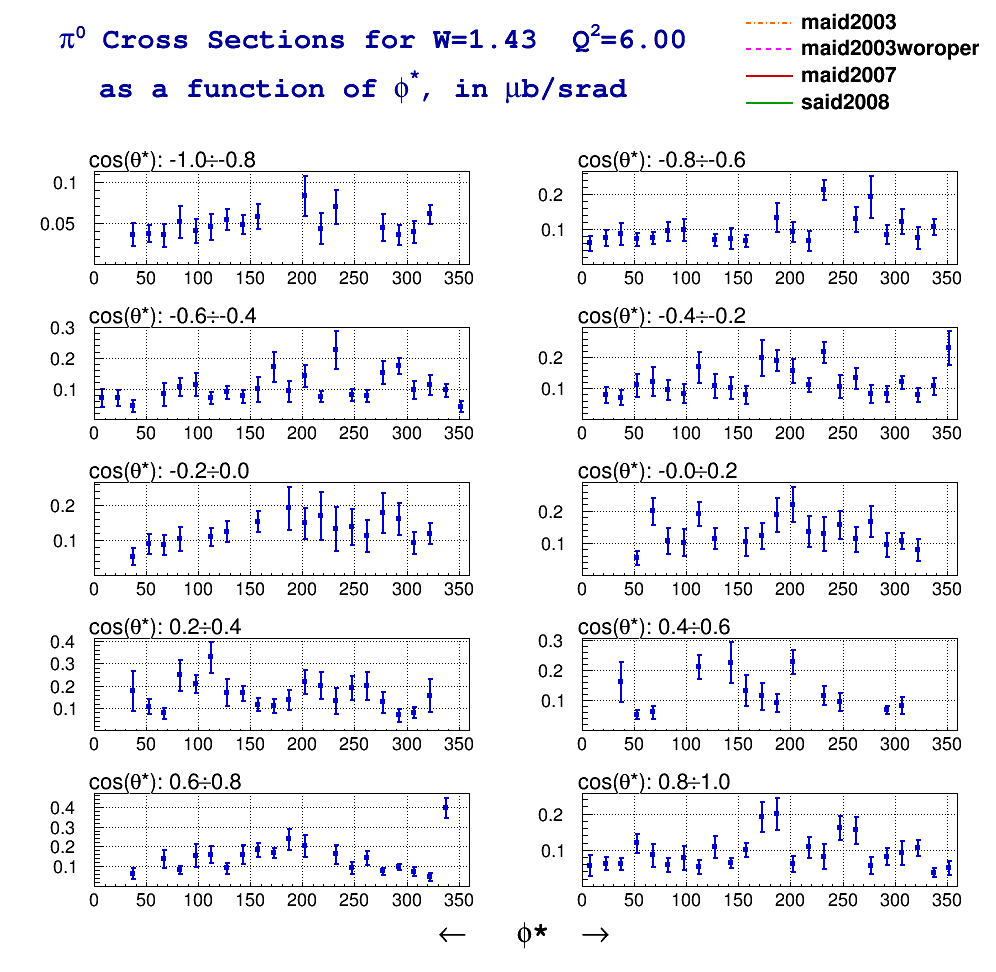 π⁰ Cross Sections for W=1.43 Q²=6.00
as a function of ϕ*, in μb/srad
maid2003
maid2003woroper
maid2007
said2008
cos(θ*): -1.0÷-0.8
0.1
0.05
0 50 100 150 200 250 300 350
cos(θ*): -0.8÷-0.6
0.2
0.1
0 50 100 150 200 250 300 350
cos(θ*): -0.6÷-0.4
0.3
0.2
0.1
0 50 100 150 200 250 300 350
cos(θ*): -0.4÷-0.2
0.2
0.1
0 50 100 150 200 250 300 350
cos(θ*): -0.2÷0.0
0.2
0.1
0 50 100 150 200 250 300 350
cos(θ*): -0.0÷0.2
0.2
0.1
0 50 100 150 200 250 300 350
cos(θ*): 0.2÷0.4
0.4
0.3
0.2
0.1
0 50 100 150 200 250 300 350
cos(θ*): 0.4÷0.6
0.3
0.2
0.1
0 50 100 150 200 250 300 350
cos(θ*): 0.6÷0.8
0.4
0.3
0.2
0.1
0 50 100 150 200 250 300 350
cos(θ*): 0.8÷1.0
0.2
0.1
0 50 100 150 200 250 300 350
← ϕ* →